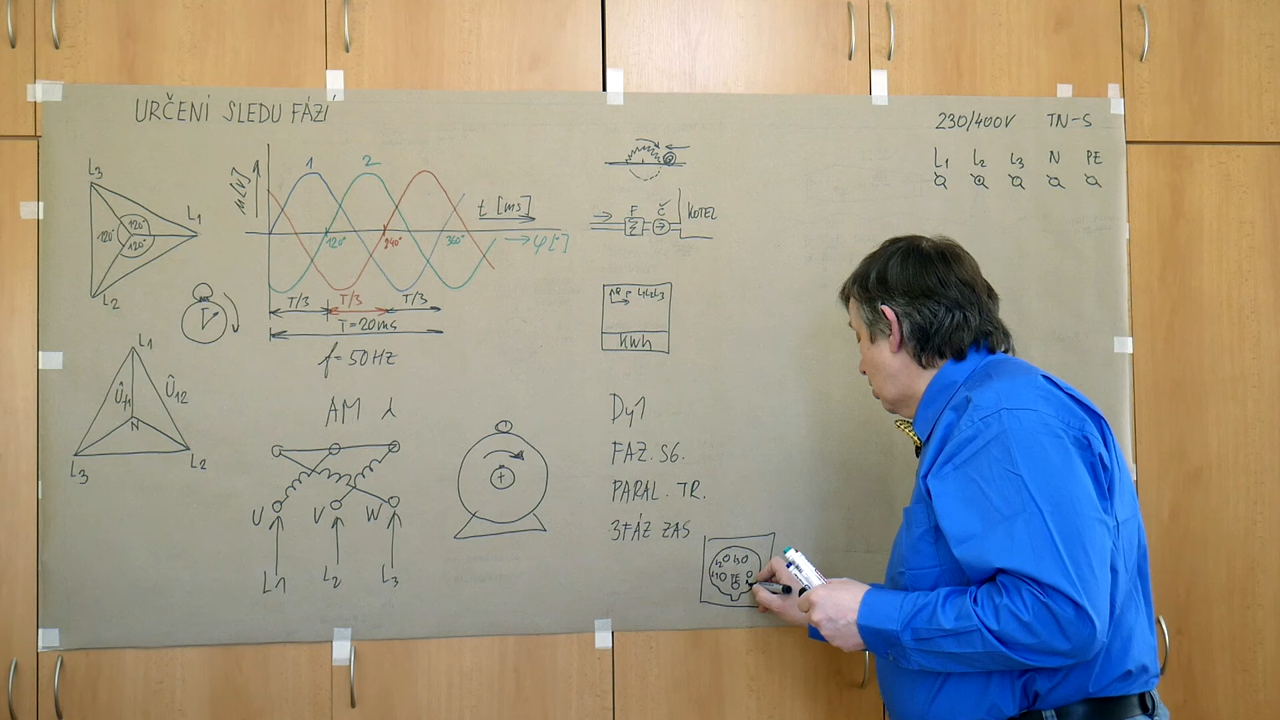 URČENÍ SLEDU FÁZÍ
230/400V TN-S
L1 L2 L3 N PE
L3
L1
L2
120° 120°
120°
u[V]
1 2
t [ms]
120° 240° 360°
φ[°]
T/3 T/3 T/3
T=20ms
f=50HZ
F Č KOTEL
L1L2L3
kWh
L1
Û12
N
L3 L2
AM
U V W
L1 L2 L3
Dy1
FAZ. SG.
PARAL. TR.
3FÁZ ZAS
PE